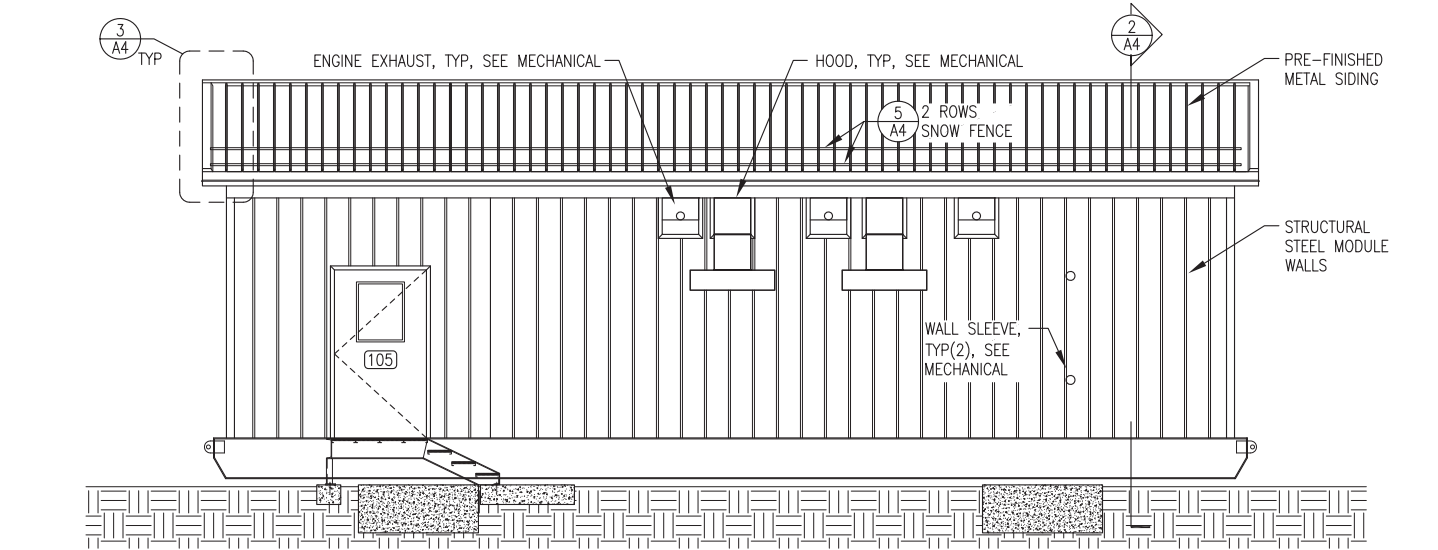 3
A4
TYP
ENGINE EXHAUST, TYP, SEE MECHANICAL
HOOD, TYP, SEE MECHANICAL
2
A4
PRE-FINISHED
METAL SIDING
5
A4
2 ROWS
SNOW FENCE
STRUCTURAL
STEEL MODULE
WALLS
WALL SLEEVE,
TYP(2), SEE
MECHANICAL
105